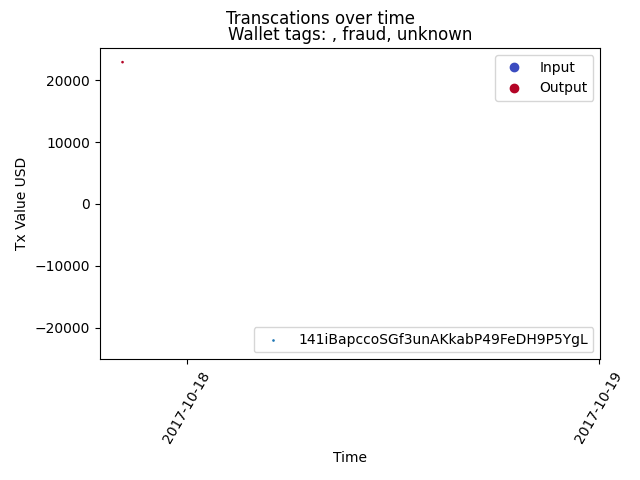 Transcations over time
Wallet tags: , fraud, unknown
Input
Output
20000
10000
0
−10000
−20000
Tx Value USD
141iBapccoSGf3unAKkabP49FeDH9P5YgL
2017-10-18
2017-10-19
Time